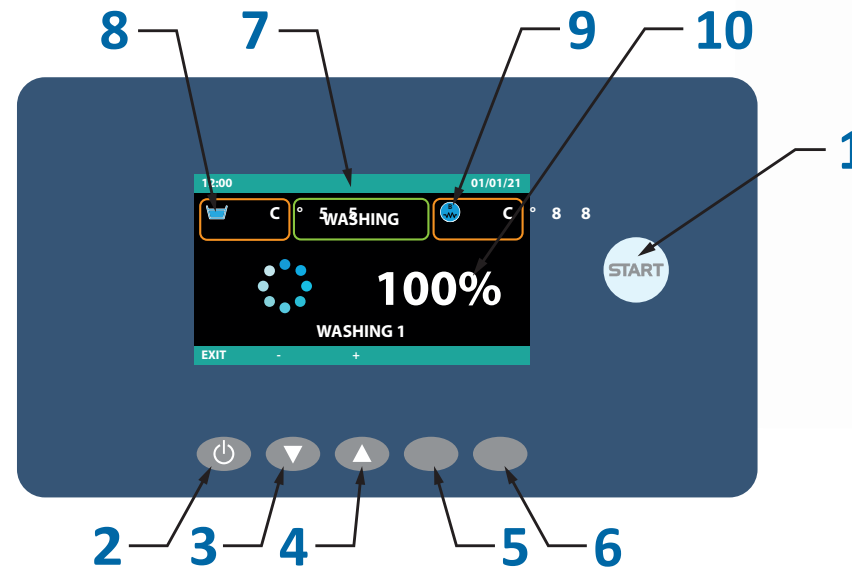 8 7 9 10
1
12:00 01/01/21
C ° 5 5 WASHING B C ° 8 8
START
100%
WASHING 1
EXIT - +
2 3 4 5 6